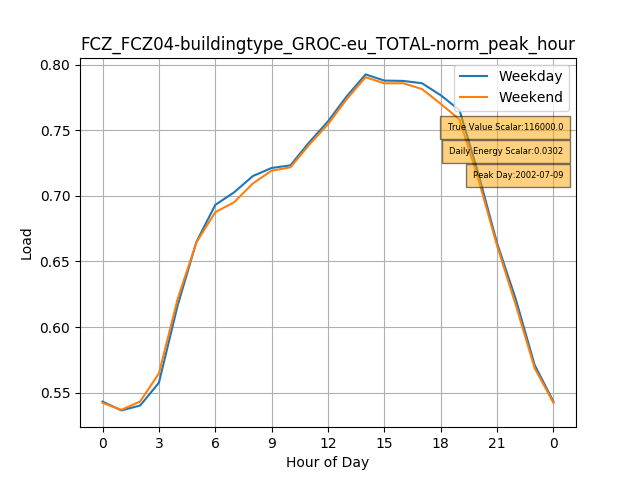 FCZ_FCZ04-buildingtype_GROC-eu_TOTAL-norm_peak_hour
0.80
0.75
0.70
0.65
0.60
0.55
Load
Weekday
Weekend
True Value Scalar:116000.0
Daily Energy Scalar:0.0302
Peak Day:2002-07-09
0 3 6 9 12 15 18 21 0
Hour of Day